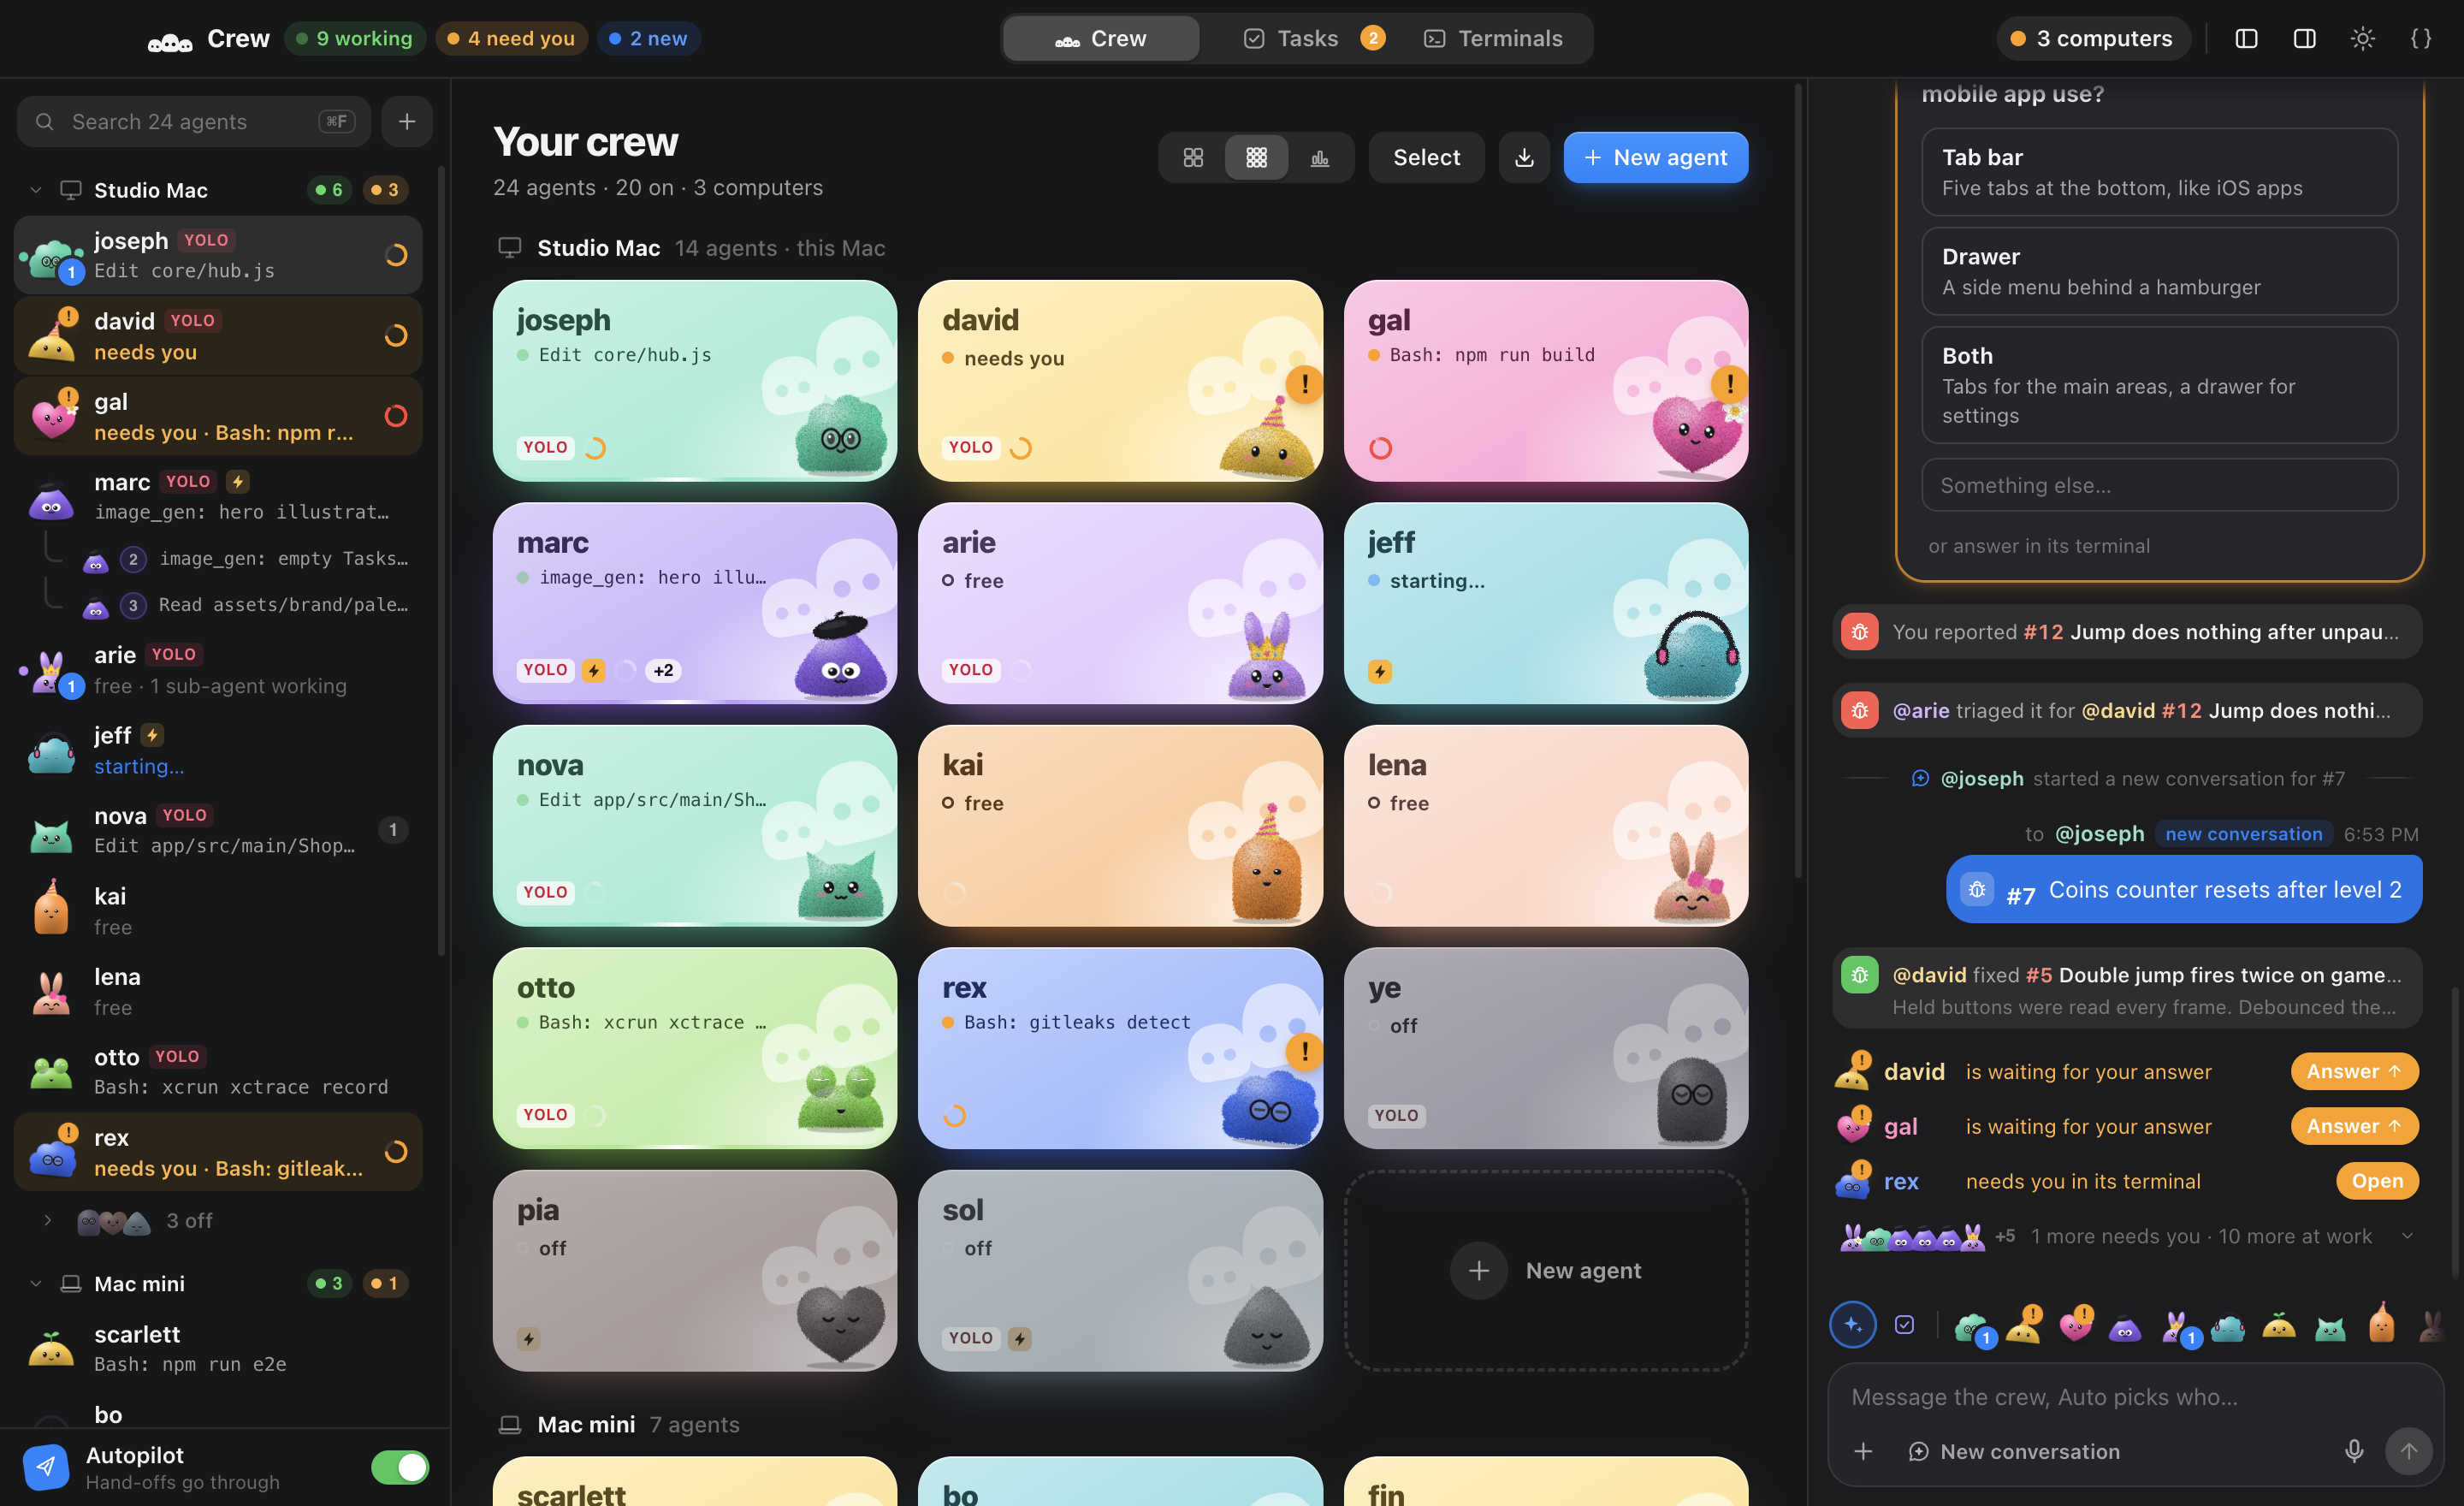 Crew
9 working
4 need you
2 new
Crew
Tasks
2
Terminals
3 computers
Search 24 agents
⌘F
Studio Mac
6
3
joseph YOLO
Edit core/hub.js
1
david YOLO
needs you
gal
needs you · Bash: npm r…
marc YOLO
image_gen: hero illustrat…
2 image_gen: empty Tasks…
3 Read assets/brand/pale…
arie YOLO
free · 1 sub-agent working
1
jeff
starting…
nova YOLO
Edit app/src/main/Shop…
1
kai
free
lena
free
otto YOLO
Bash: xcrun xctrace record
rex
needs you · Bash: gitleak…
3 off
Mac mini
3
1
scarlett
Bash: npm run e2e
bo
Autopilot
Hand-offs go through
Your crew
24 agents · 20 on · 3 computers
Select
New agent
Studio Mac 14 agents · this Mac
joseph
Edit core/hub.js
YOLO
david
needs you
YOLO
!
gal
Bash: npm run build
!
marc
image_gen: hero illu…
YOLO
+2
arie
free
YOLO
jeff
starting…
nova
Edit app/src/main/Sh…
YOLO
kai
free
lena
free
otto
Bash: xcrun xctrace …
YOLO
rex
Bash: gitleaks detect
!
ye
off
YOLO
pia
off
sol
off
YOLO
New agent
Mac mini 7 agents
scarlett
bo
fin
mobile app use?
Tab bar
Five tabs at the bottom, like iOS apps
Drawer
A side menu behind a hamburger
Both
Tabs for the main areas, a drawer for
settings
Something else…
or answer in its terminal
You reported #12 Jump does nothing after unpau…
@arie triaged it for @david #12 Jump does nothi…
@joseph started a new conversation for #7
to @joseph new conversation 6:53 PM
#7 Coins counter resets after level 2
@david fixed #5 Double jump fires twice on game…
Held buttons were read every frame. Debounced the…
david is waiting for your answer Answer ↑
gal is waiting for your answer Answer ↑
rex needs you in its terminal Open
+5 1 more needs you · 10 more at work
1
1
Message the crew, Auto picks who…
New conversation